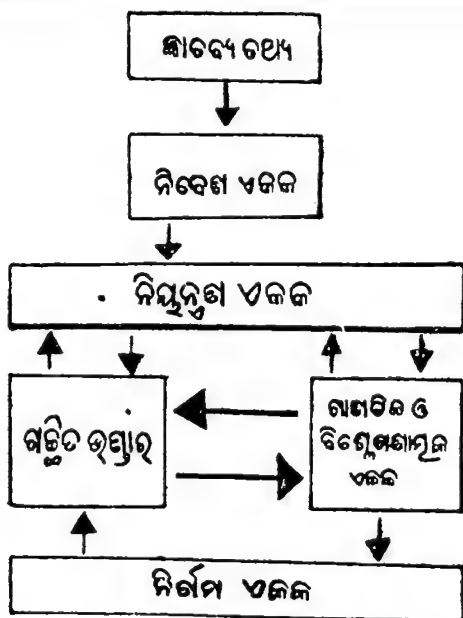 ଜ୍ଞାତବ୍ୟ ତଥ୍ୟ
ନିବେଶ ଏକକ
ନିୟନ୍ତ୍ରଣ ଏକକ
ଗଚ୍ଛିତ ଭଣ୍ଡାର
ଗାଣିତିକ ଓ
ବିଶ୍ଳେଷଣାତ୍ମକ
ଏକକ
ନିର୍ଗମ ଏକକ